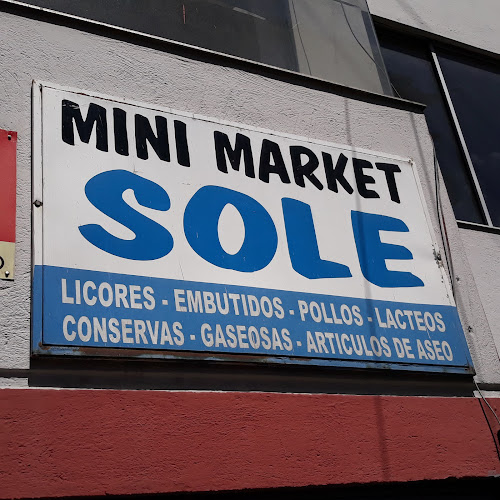 MINI MARKET
SOLE
LICORES - EMBUTIDOS - POLLOS - LACTEOS
CONSERVAS - GASEOSAS - ARTICULOS DE ASEO